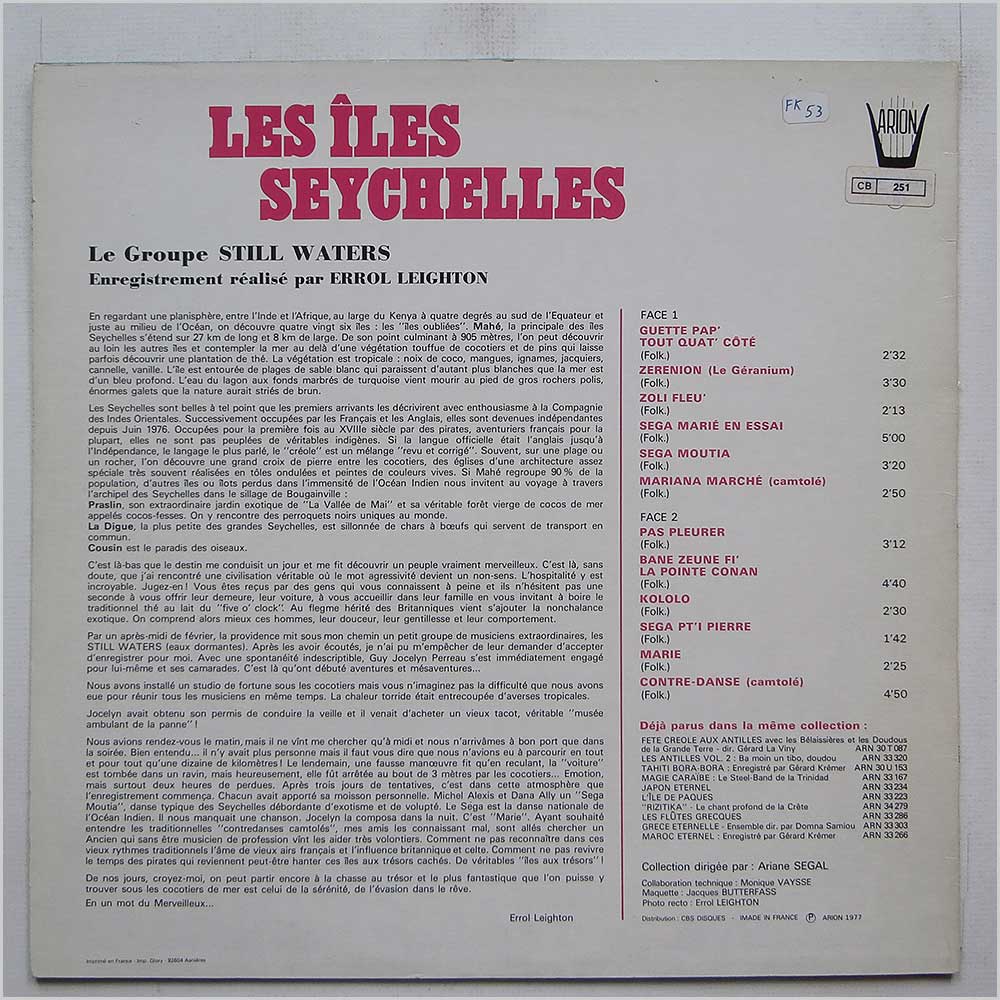 LES ÎLES
SEYCHELLES
FK 53
ARION
CB 251
Le Groupe STILL WATERS
Enregistrement réalisé par ERROL LEIGHTON
En regardant une planisphère, entre l'Inde et l'Afrique, au large du Kenya à quatre degrés au sud de l'Equateur et
juste au milieu de l'Océan, on découvre quatre vingt six îles : les "îles oubliées". Mahé, la principale des îles
Seychelles s'étend sur 27 km de long et 8 km de large. De son point culminant à 905 mètres, l'on peut découvrir
au loin les autres îles et contempler la mer au delà d'une végétation touffue de cocotiers et de pins qui laisse
parfois découvrir une plantation de thé. La végétation est tropicale : noix de coco, mangues, ignames, jacquiers,
cannelle, vanille. L'île est entourée de plages de sable blanc qui paraissent d'autant plus blanches que la mer est
d'un bleu profond. L'eau du lagon aux fonds marbrés de turquoise vient mourir au pied de gros rochers polis,
énormes galets que la nature aurait striés de brun.
Les Seychelles sont belles à tel point que les premiers arrivants les décrivirent avec enthousiasme à la Compagnie
des Indes Orientales. Successivement occupées par les Français et les Anglais, elles sont devenues indépendantes
depuis Juin 1976. Occupées pour la première fois au XVIIIe siècle par des pirates, aventuriers français pour la
plupart, elles ne sont pas peuplées de véritables indigènes. Si la langue officielle était l'anglais jusqu'à
l'Indépendance, le langage le plus parlé, le "créole" est un mélange "revu et corrigé". Souvent, sur une plage ou
un rocher, l'on découvre une grand croix de pierre entre les cocotiers, des églises d'une architecture assez
spéciale très souvent réalisées en tôles ondulées et peintes de couleurs vives. Si Mahé regroupe 90 % de la
population, d'autres îles ou îlots perdus dans l'immensité de l'Océan Indien nous invitent au voyage à travers
l'archipel des Seychelles dans le sillage de Bougainville :
Praslin, son extraordinaire jardin exotique de "La Vallée de Mai" et sa véritable forêt vierge de cocos de mer
appelés cocos-fesses. On y rencontre des perroquets noirs uniques au monde.
La Digue, la plus petite des grandes Seychelles, est sillonnée de chars à bœufs qui servent de transport en
commun.
Cousin est le paradis des oiseaux.
C'est là-bas que le destin me conduisit un jour et me fit découvrir un peuple vraiment merveilleux. C'est là, sans
doute, que j'ai rencontré une civilisation véritable où le mot agressivité devient un non-sens. L'hospitalité y est
incroyable. Jugez-en ! Vous êtes reçus par des gens qui vous connaissent à peine et ils n'hésitent pas une
seconde à vous offrir leur demeure, leur voiture, à vous accueillir dans leur famille en vous invitant à boire le
traditionnel thé au lait du "five o' clock". Au flegme hérité des Britanniques vient s'ajouter la nonchalance
exotique. On comprend alors mieux ces hommes, leur douceur, leur gentillesse et leur comportement.
Par un après-midi de février, la providence mit sous mon chemin un petit groupe de musiciens extraordinaires, les
STILL WATERS (eaux dormantes). Après les avoir écoutés, je n'ai pu m'empêcher de leur demander d'accepter
d'enregistrer pour moi. Avec une spontanéité indescriptible, Guy Jocelyn Perreau s'est immédiatement engagé
pour lui-même et ses camarades. C'est là qu'ont débuté aventures et mésaventures...
Nous avons installé un studio de fortune sous les cocotiers mais vous n'imaginez pas la difficulté que nous avons
eue pour réunir tous les musiciens en même temps. La chaleur torride était entrecoupée d'averses tropicales.
Jocelyn avait obtenu son permis de conduire la veille et il venait d'acheter un vieux tacot, véritable "musée
ambulant de la panne" !
Nous avions rendez-vous le matin, mais il ne vînt me chercher qu'à midi et nous n'arrivâmes à bon port que dans
la soirée. Bien entendu... il n'y avait plus personne mais il faut vous dire que nous n'avions eu à parcourir en tout
et pour tout qu'une dizaine de kilomètres ! Le lendemain, une fausse manœuvre fit qu'en reculant, la "voiture"
est tombée dans un ravin, mais heureusement, elle fût arrêtée au bout de 3 mètres par les cocotiers... Emotion,
mais surtout deux heures de perdues. Après trois jours de tentatives, c'est dans cette atmosphère que
l'enregistrement commença. Chacun avait apporté sa moisson personnelle. Michel Alexis et Dana Ally un "Sega
Moutia", danse typique des Seychelles débordante d'exotisme et de volupté. Le Sega est la danse nationale de
l'Océan Indien. Il nous manquait une chanson. Jocelyn la composa dans la nuit. C'est "Marie". Ayant souhaité
entendre les traditionnelles "contredanses camtolés", mes amis les connaissant mal, sont allés chercher un
Ancien qui sans être musicien de profession vînt les aider très volontiers. Comment ne pas reconnaître dans ces
vieux rythmes traditionnels l'âme de vieux airs français et l'influence britannique et celte. Comment ne pas revivre
le temps des pirates qui reviennent peut-être hanter ces îles aux trésors cachés. De véritables "îles aux trésors" !
De nos jours, croyez-moi, on peut partir encore à la chasse au trésor et le plus fantastique que l'on puisse y
trouver sous les cocotiers en bord de mer est celui de la sérénité, de l'évasion dans le rêve.
En un mot du Merveilleux...
Errol Leighton
Imprimé en France - Imp. Glory - 92604 Asnières
FACE 1
GUETTE PAP'
TOUT QUAT' CÔTÉ
(Folk.) 2'32
ZERENION (Le Géranium)
(Folk.) 3'30
ZOLI FLEU'
(Folk.) 2'13
SEGA MARIÉ EN ESSAI
(Folk.) 5'00
SEGA MOUTIA
(Folk.) 3'20
MARIANA MARCHÉ (camtolé)
(Folk.) 2'50
FACE 2
PAS PLEURER
(Folk.) 3'12
BANE ZEUNE FI'
LA POINTE CONAN
(Folk.) 4'40
KOLOLO
(Folk.) 2'30
SEGA PT'I PIERRE
(Folk.) 1'42
MARIE
(Folk.) 2'25
CONTRE-DANSE (camtolé)
(Folk.) 4'50
Déjà parus dans la même collection :
FETE CREOLE AUX ANTILLES avec les Bélaissières et les Doudous
de la Grande Terre - dir. Gérard La Viny ARN 30 T 087
LES ANTILLES VOL. 2 : Ba moin un tibo, doudou ARN 33 320
TAHITI BORA-BORA : Enregistré par Gérard Krémer ARN 30 U 153
MAGIE CARAÏBE : Le Steel-Band de la Trinidad ARN 33 167
JAPON ETERNEL ARN 33 234
L'ÎLE DE PAQUES ARN 33 223
"RIZITIKA" - Le chant profond de la Crète ARN 34 279
LES FLÛTES GRECQUES ARN 33 286
GRECE ETERNELLE - Ensemble dir. par Domna Samiou ARN 33 303
MAROC ETERNEL : Enregistré par Gérard Krémer ARN 33 266
Collection dirigée par : Ariane SEGAL
Collaboration technique : Monique VAYSSE
Maquette : Jacques BUTTERFASS
Photo recto : Errol LEIGHTON
Distribution : CBS DISQUES - IMADE IN FRANCE Ⓟ ARION 1977